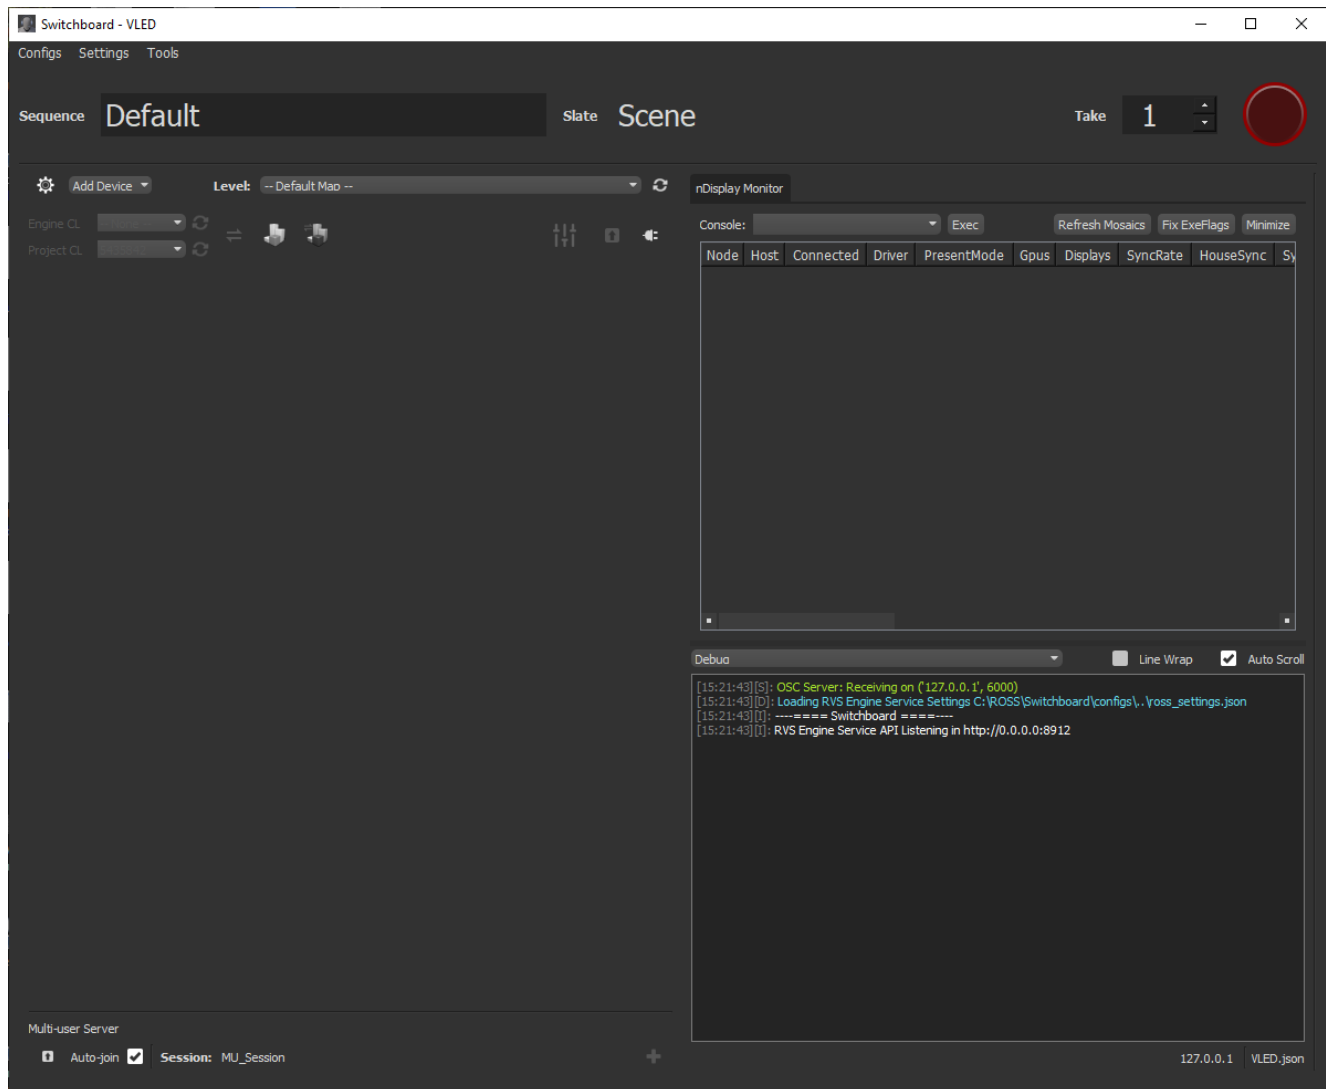 Switchboard - VLED
Configs Settings Tools
Sequence Default Slate Scene Take 1
Add Device Level: -- Default Map --
Engine CL
Project CL
nDisplay Monitor
Console: Exec Refresh Mosaics Fix ExeFlags Minimize
Node Host Connected Driver PresentMode Gpus Displays SyncRate HouseSync Sy
Debug Line Wrap Auto Scroll
[15:21:43][S]: OSC Server: Receiving on ('127.0.0.1', 6000)
[15:21:43][D]: Loading RVS Engine Service Settings C:\ROSS\Switchboard\configs\..\ross_settings.json
[15:21:43][I]: ----==== Switchboard ====----
[15:21:43][I]: RVS Engine Service API Listening in http://0.0.0.0:8912
Multi-user Server
Auto-join Session: MU_Session
127.0.0.1 VLED.json